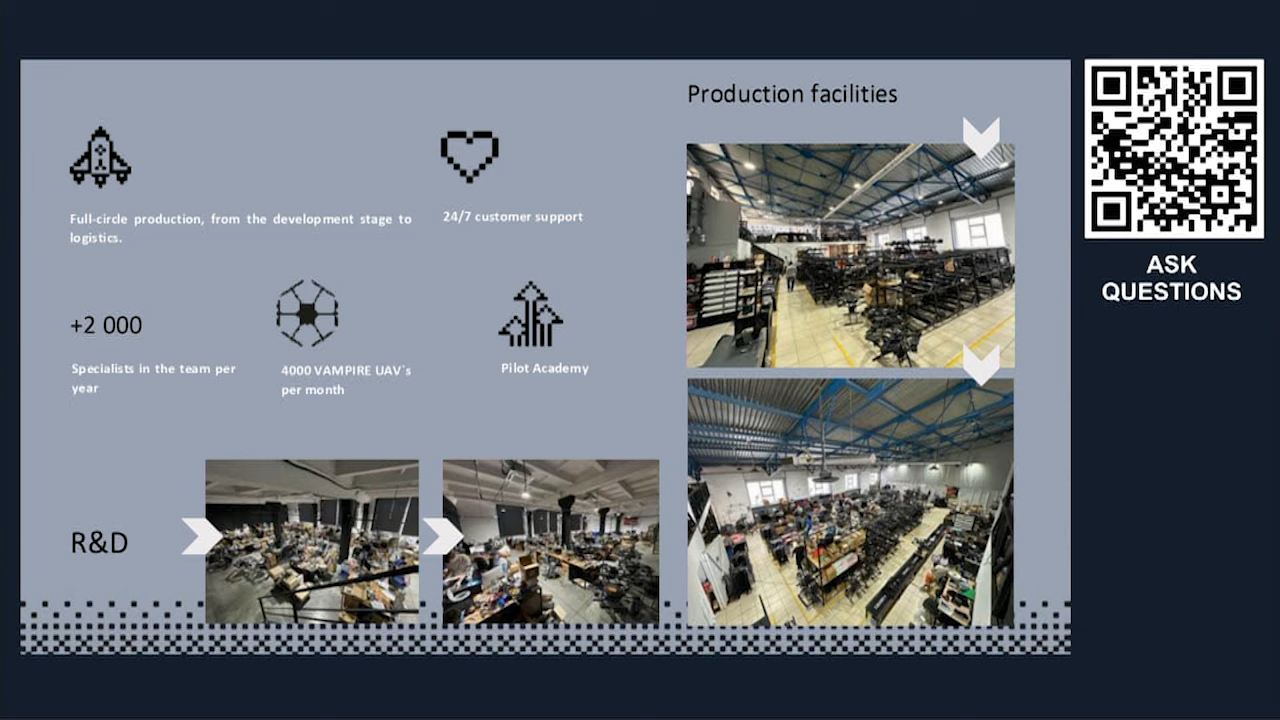 Production facilities
Full-circle production, from the development stage to
logistics.
24/7 customer support
+2 000
Specialists in the team per
year
4000 VAMPIRE UAV`s
per month
Pilot Academy
R&D
ASK
QUESTIONS